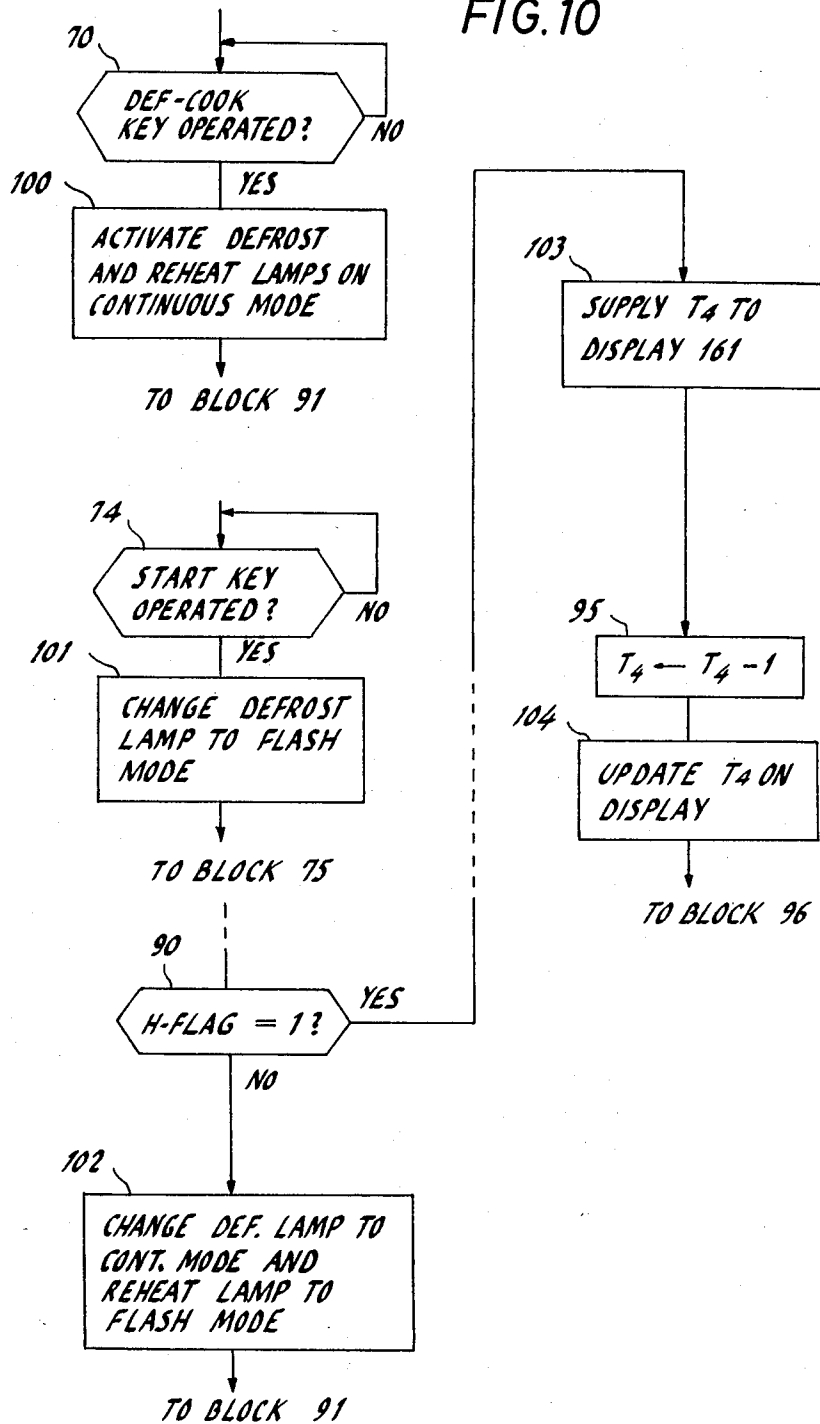 FIG.10
70
DEF-COOK
KEY OPERATED?
NO
YES
100
ACTIVATE DEFROST
AND REHEAT LAMPS ON
CONTINUOUS MODE
TO BLOCK 91
74
START KEY
OPERATED?
NO
YES
101
CHANGE DEFROST
LAMP TO FLASH
MODE
TO BLOCK 75
90
H-FLAG = 1?
YES
NO
102
CHANGE DEF. LAMP TO
CONT. MODE AND
REHEAT LAMP TO
FLASH MODE
TO BLOCK 91
103
SUPPLY T4 TO
DISPLAY 161
95
T4 ← T4 -1
104
UPDATE T4 ON
DISPLAY
TO BLOCK 96